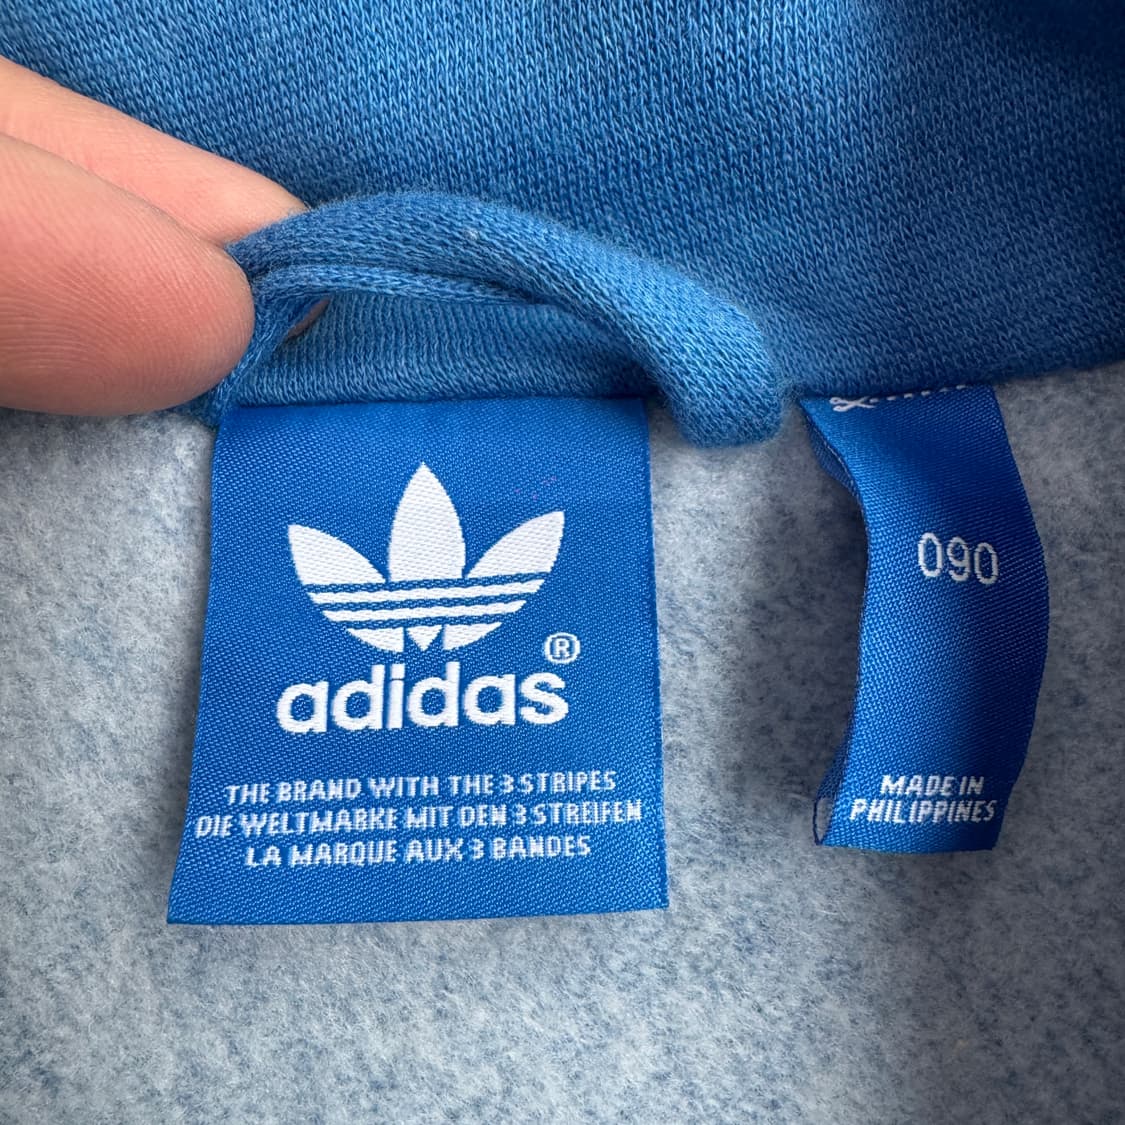 adidas®
THE BRAND WITH THE 3 STRIPES
DIE WELTMARKE MIT DEN 3 STREIFEN
LA MARQUE AUX 3 BANDES
090
MADE IN
PHILIPPINES